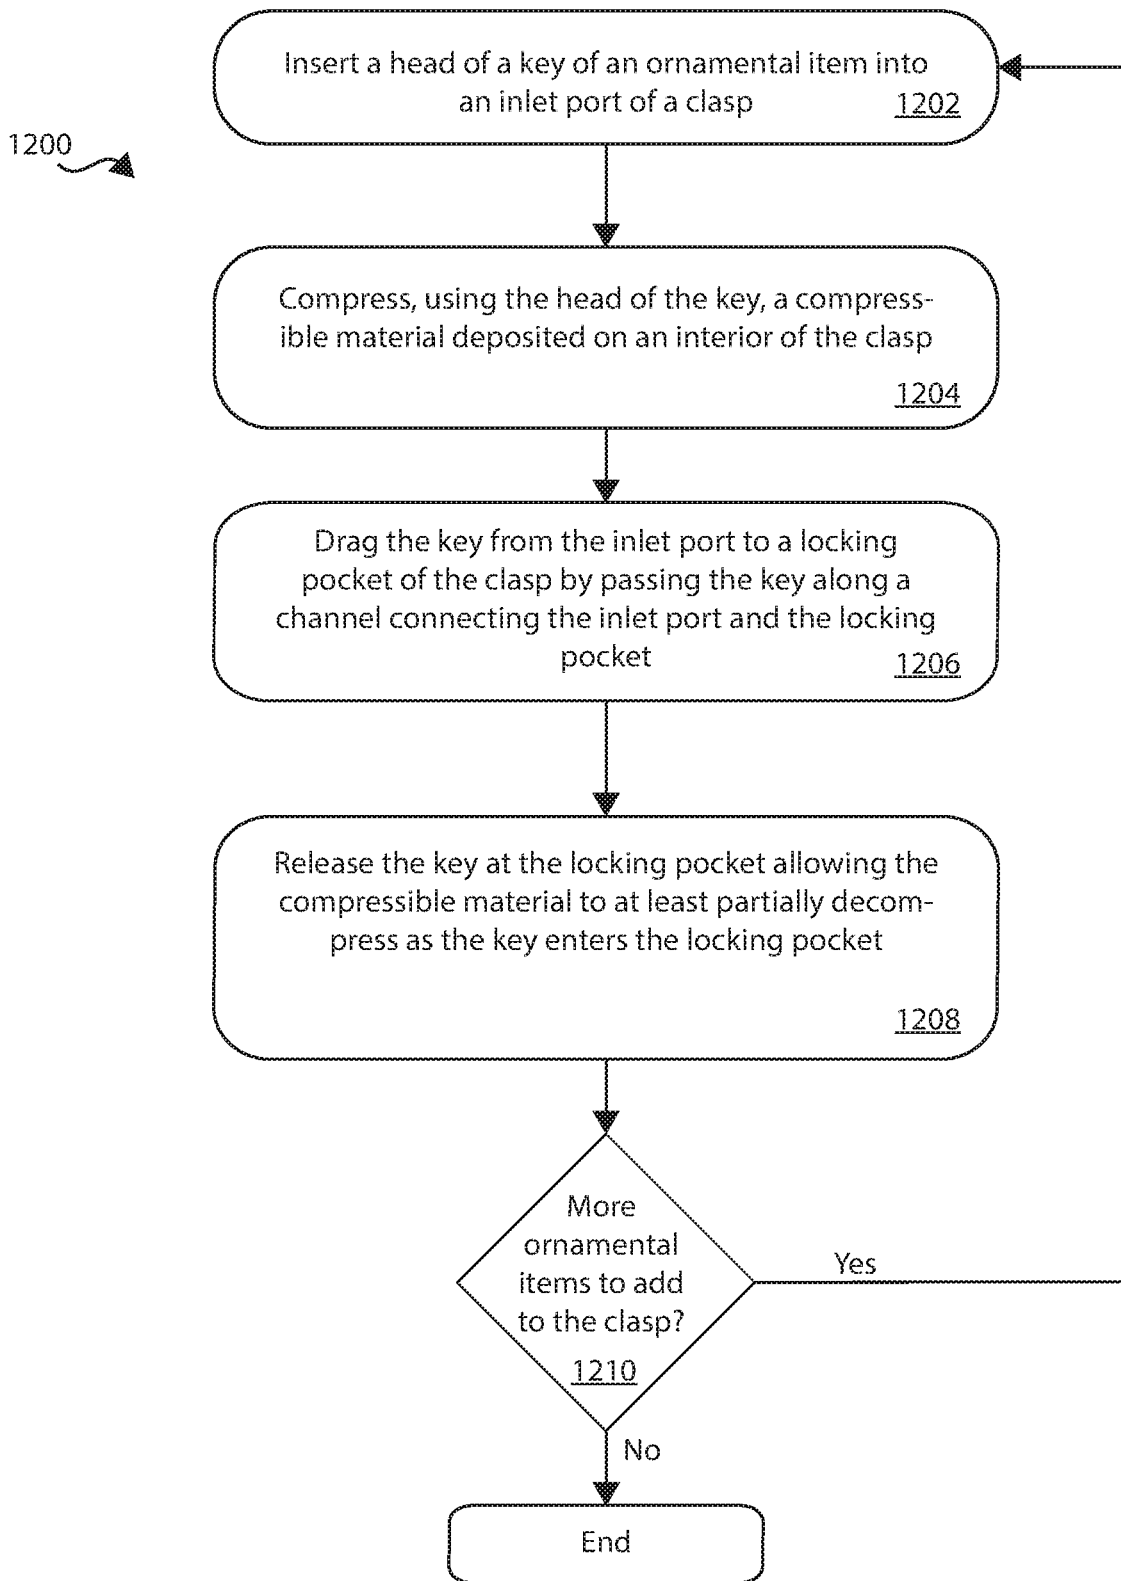 Insert a head of a key of an ornamental item into
an inlet port of a clasp
1202
1200
Compress, using the head of the key, a compress-
ible material deposited on an interior of the clasp
1204
Drag the key from the inlet port to a locking
pocket of the clasp by passing the key along a
channel connecting the inlet port and the locking
pocket
1206
Release the key at the locking pocket allowing the
compressible material to at least partially decom-
press as the key enters the locking pocket
1208
More
ornamental
items to add
to the clasp?
1210
Yes
No
End